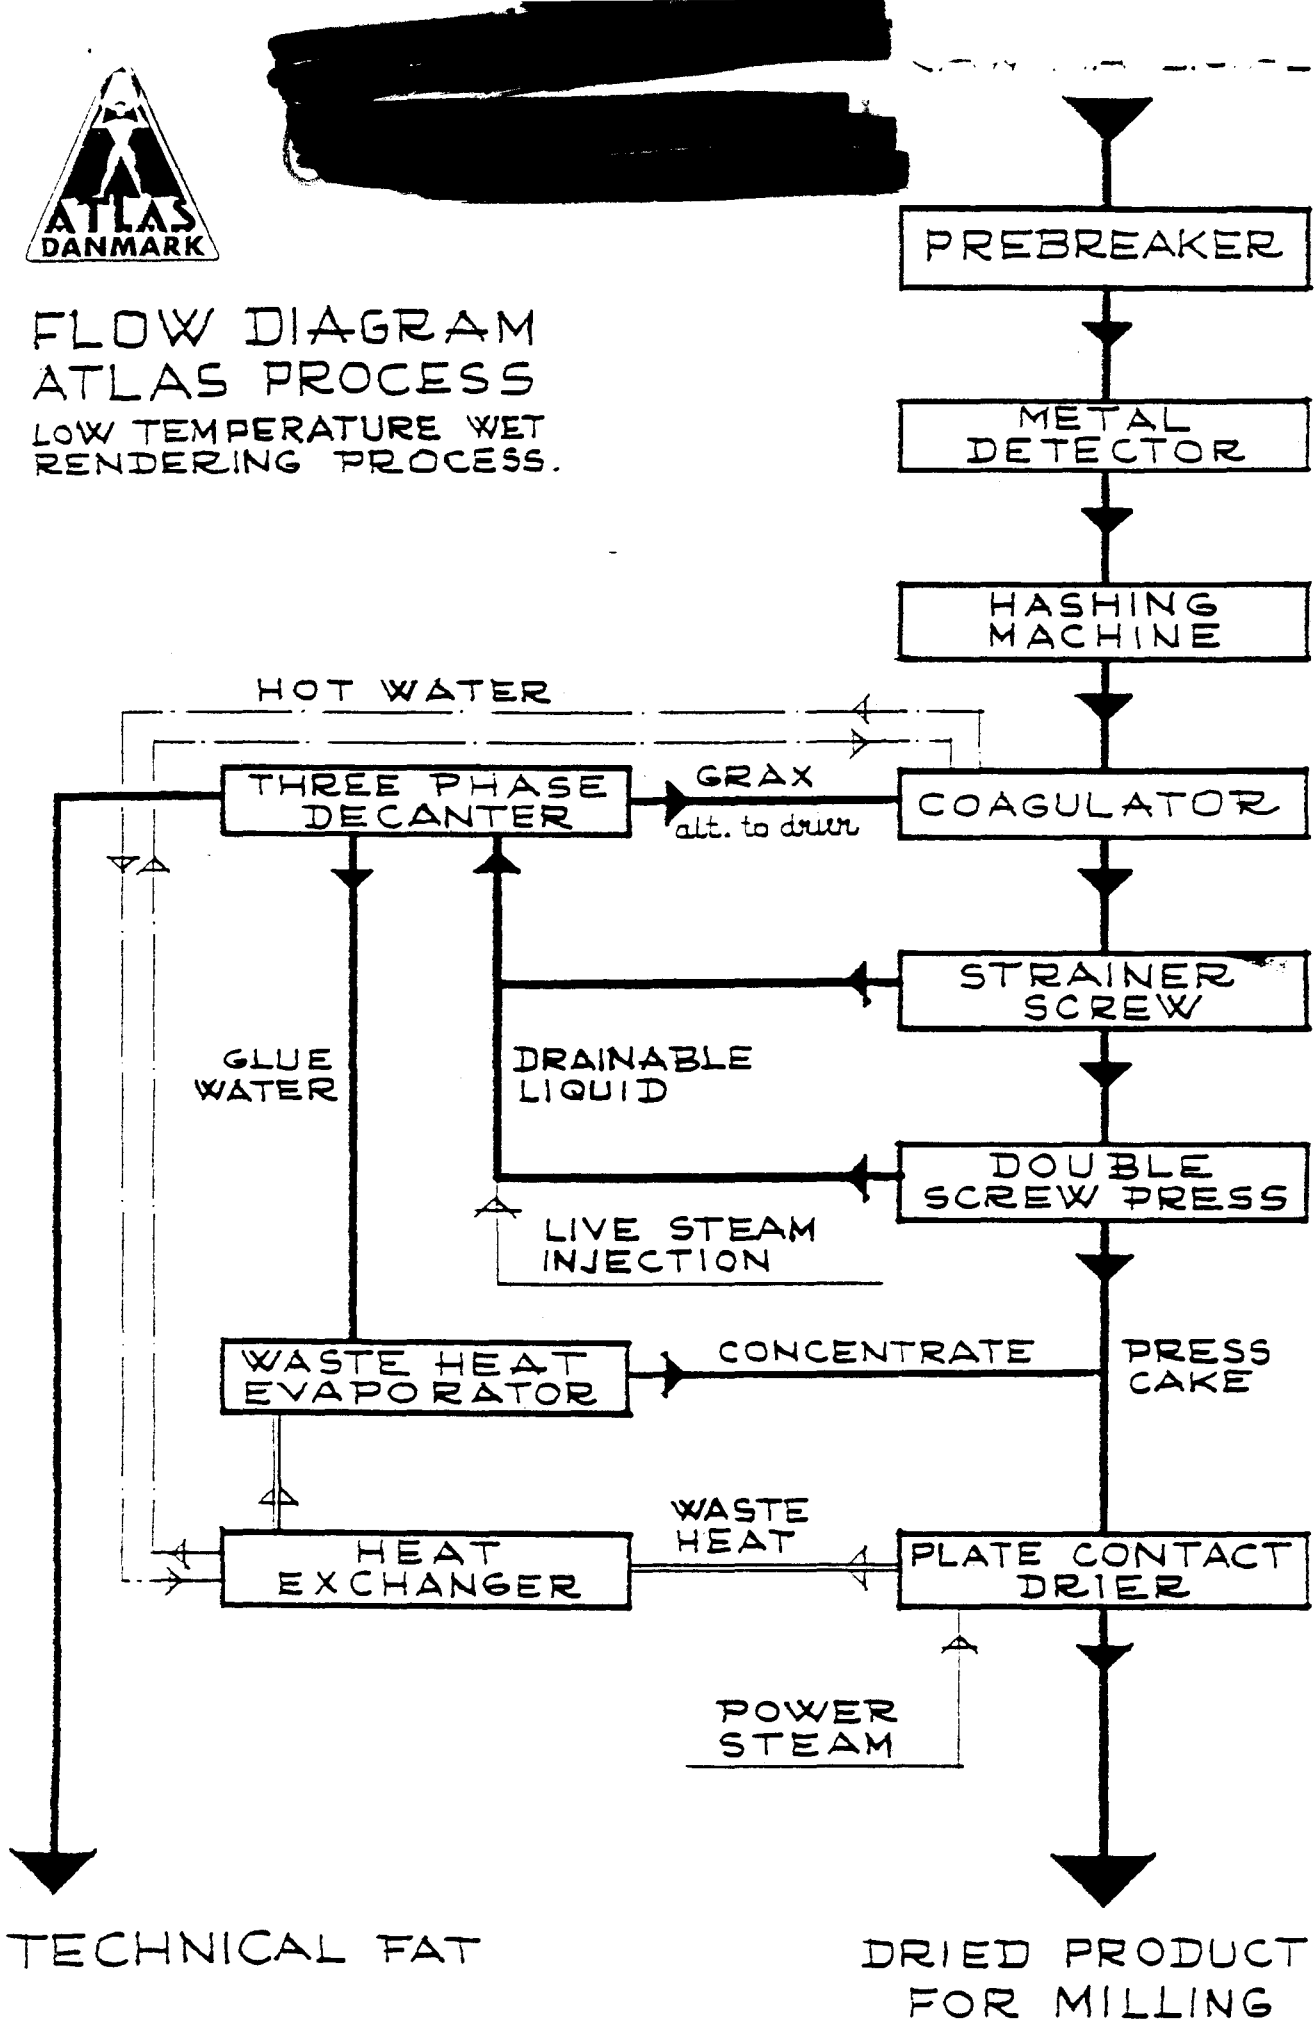 ATLAS
DANMARK
FLOW DIAGRAM
ATLAS PROCESS
LOW TEMPERATURE WET
RENDERING PROCESS.
PREBREAKER
METAL
DETECTOR
HASHING
MACHINE
HOT WATER
THREE PHASE
DECANTER
GRAX
alt. to drier
COAGULATOR
STRAINER
SCREW
GLUE
WATER
DRAINABLE
LIQUID
DOUBLE
SCREW PRESS
LIVE STEAM
INJECTION
WASTE HEAT
EVAPORATOR
CONCENTRATE
PRESS
CAKE
WASTE
HEAT
HEAT
EXCHANGER
PLATE CONTACT
DRIER
POWER
STEAM
TECHNICAL FAT
DRIED PRODUCT
FOR MILLING